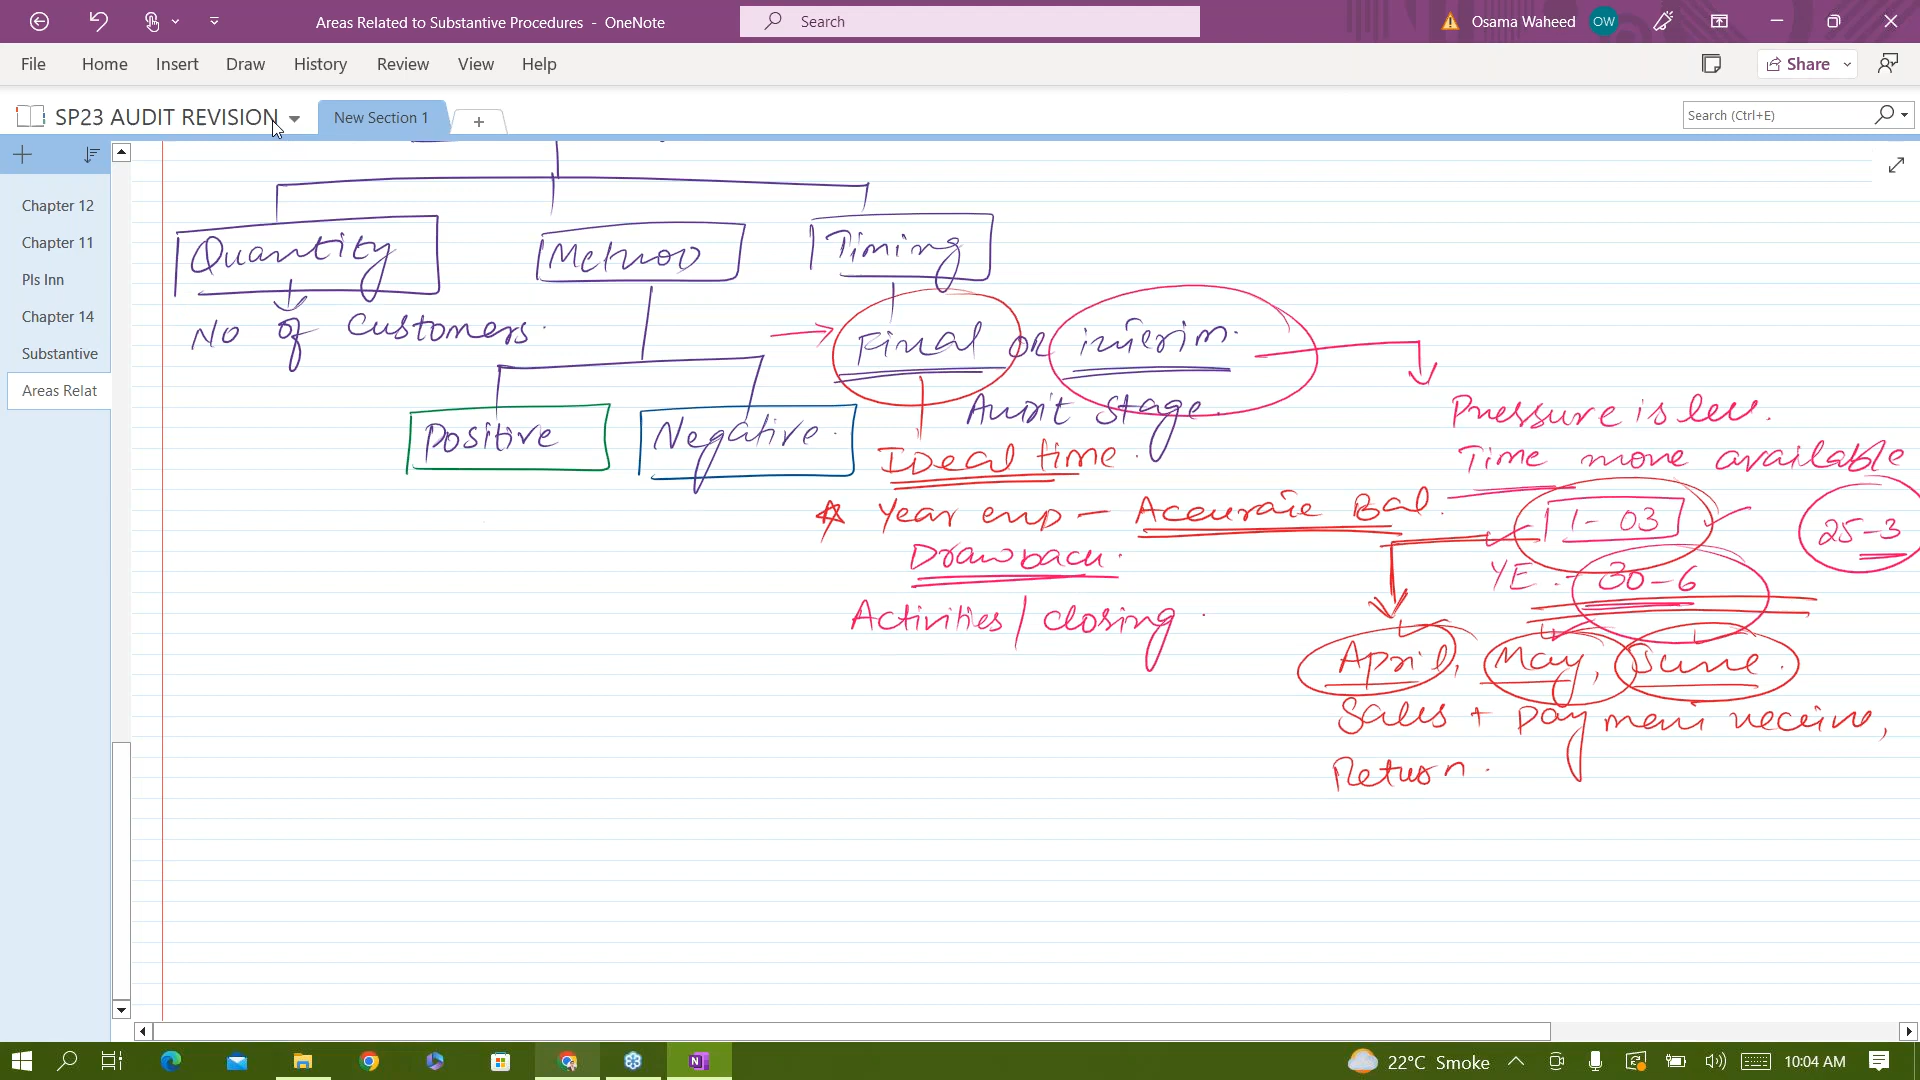 Areas Related to Substantive Procedures - OneNote
Search
Osama Waheed
OW
File Home Insert Draw History Review View Help
Share
SP23 AUDIT REVISION
New Section 1
+
Search (Ctrl+E)
Chapter 12
Chapter 11
PIs Inn
Chapter 14
Substantive
Areas Relat
Quantity
Method
Timing
No of customers.
Final OR interim.
Audit stage.
Positive
Negative.
Ideal time.
Year end - Accurate Bal.
Drawback.
Activities / closing.
Pressure is less.
Time more available
1-03
25-3
YE. 30-6
April, May, June.
Sales + payment receive,
Return.
22°C Smoke
10:04 AM